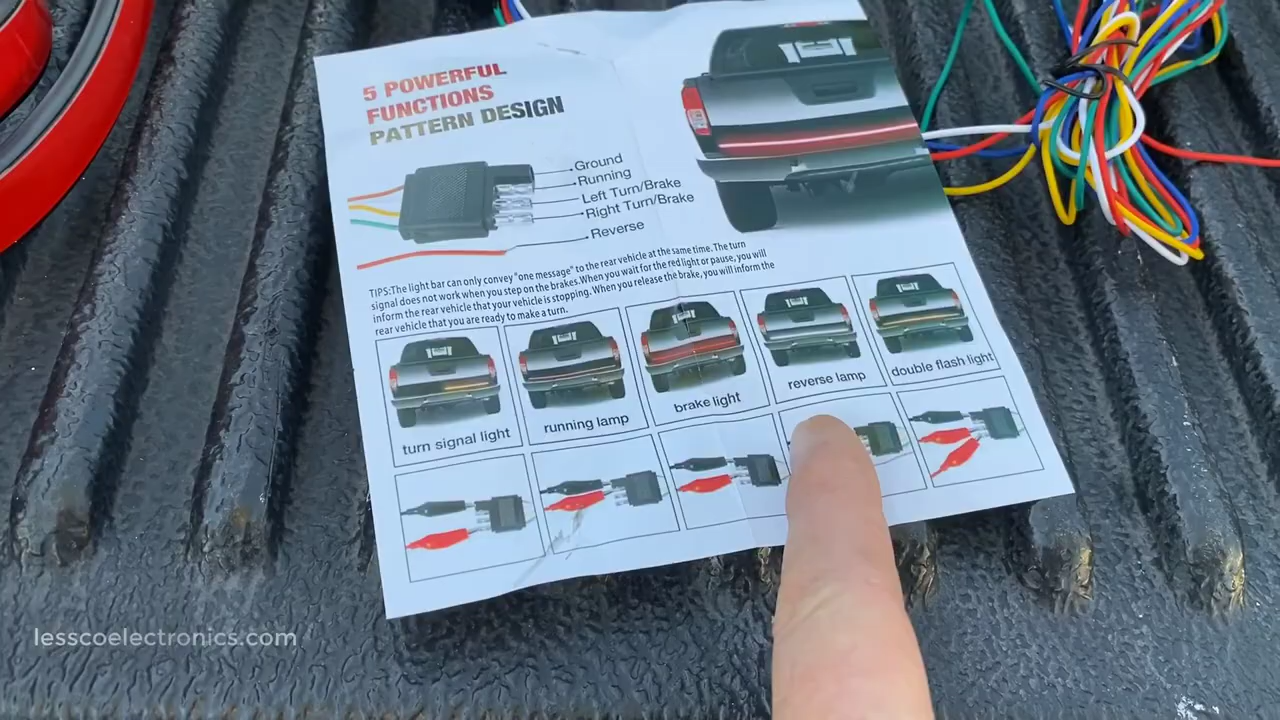 5 POWERFUL
FUNCTIONS
PATTERN DESIGN
Ground
Running
Left Turn/Brake
Right Turn/Brake
Reverse
TIPS:The light bar can only convey "one message" to the rear vehicle at the same time. The turn
signal does not work when you step on the brakes.When you wait for the red light or pause, you will
inform the rear vehicle that your vehicle is stopping. When you release the brake, you will inform the
rear vehicle that you are ready to make a turn.
turn signal light
running lamp
brake light
reverse lamp
double flash light
lesscoelectronics.com